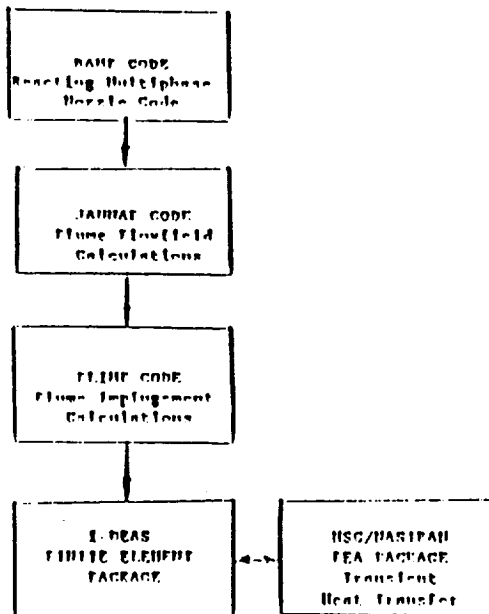 RAMP CODE
Reacting Multiphase
Nozzle Code
JANNAF CODE
Plume Flowfield
Calculations
PLIMP CODE
Plume Impingement
Calculations
I-DEAS
FINITE ELEMENT
PACKAGE
MSC/NASTRAN
FEA PACKAGE
Transient
Heat Transfer